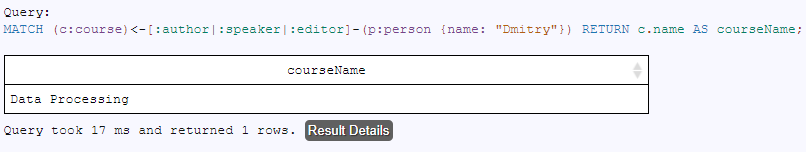 Query:
MATCH (c:course)<-[:author|:speaker|:editor]-(p:person {name: "Dmitry"}) RETURN c.name AS courseName;
courseName
Data Processing
Query took 17 ms and returned 1 rows. Result Details